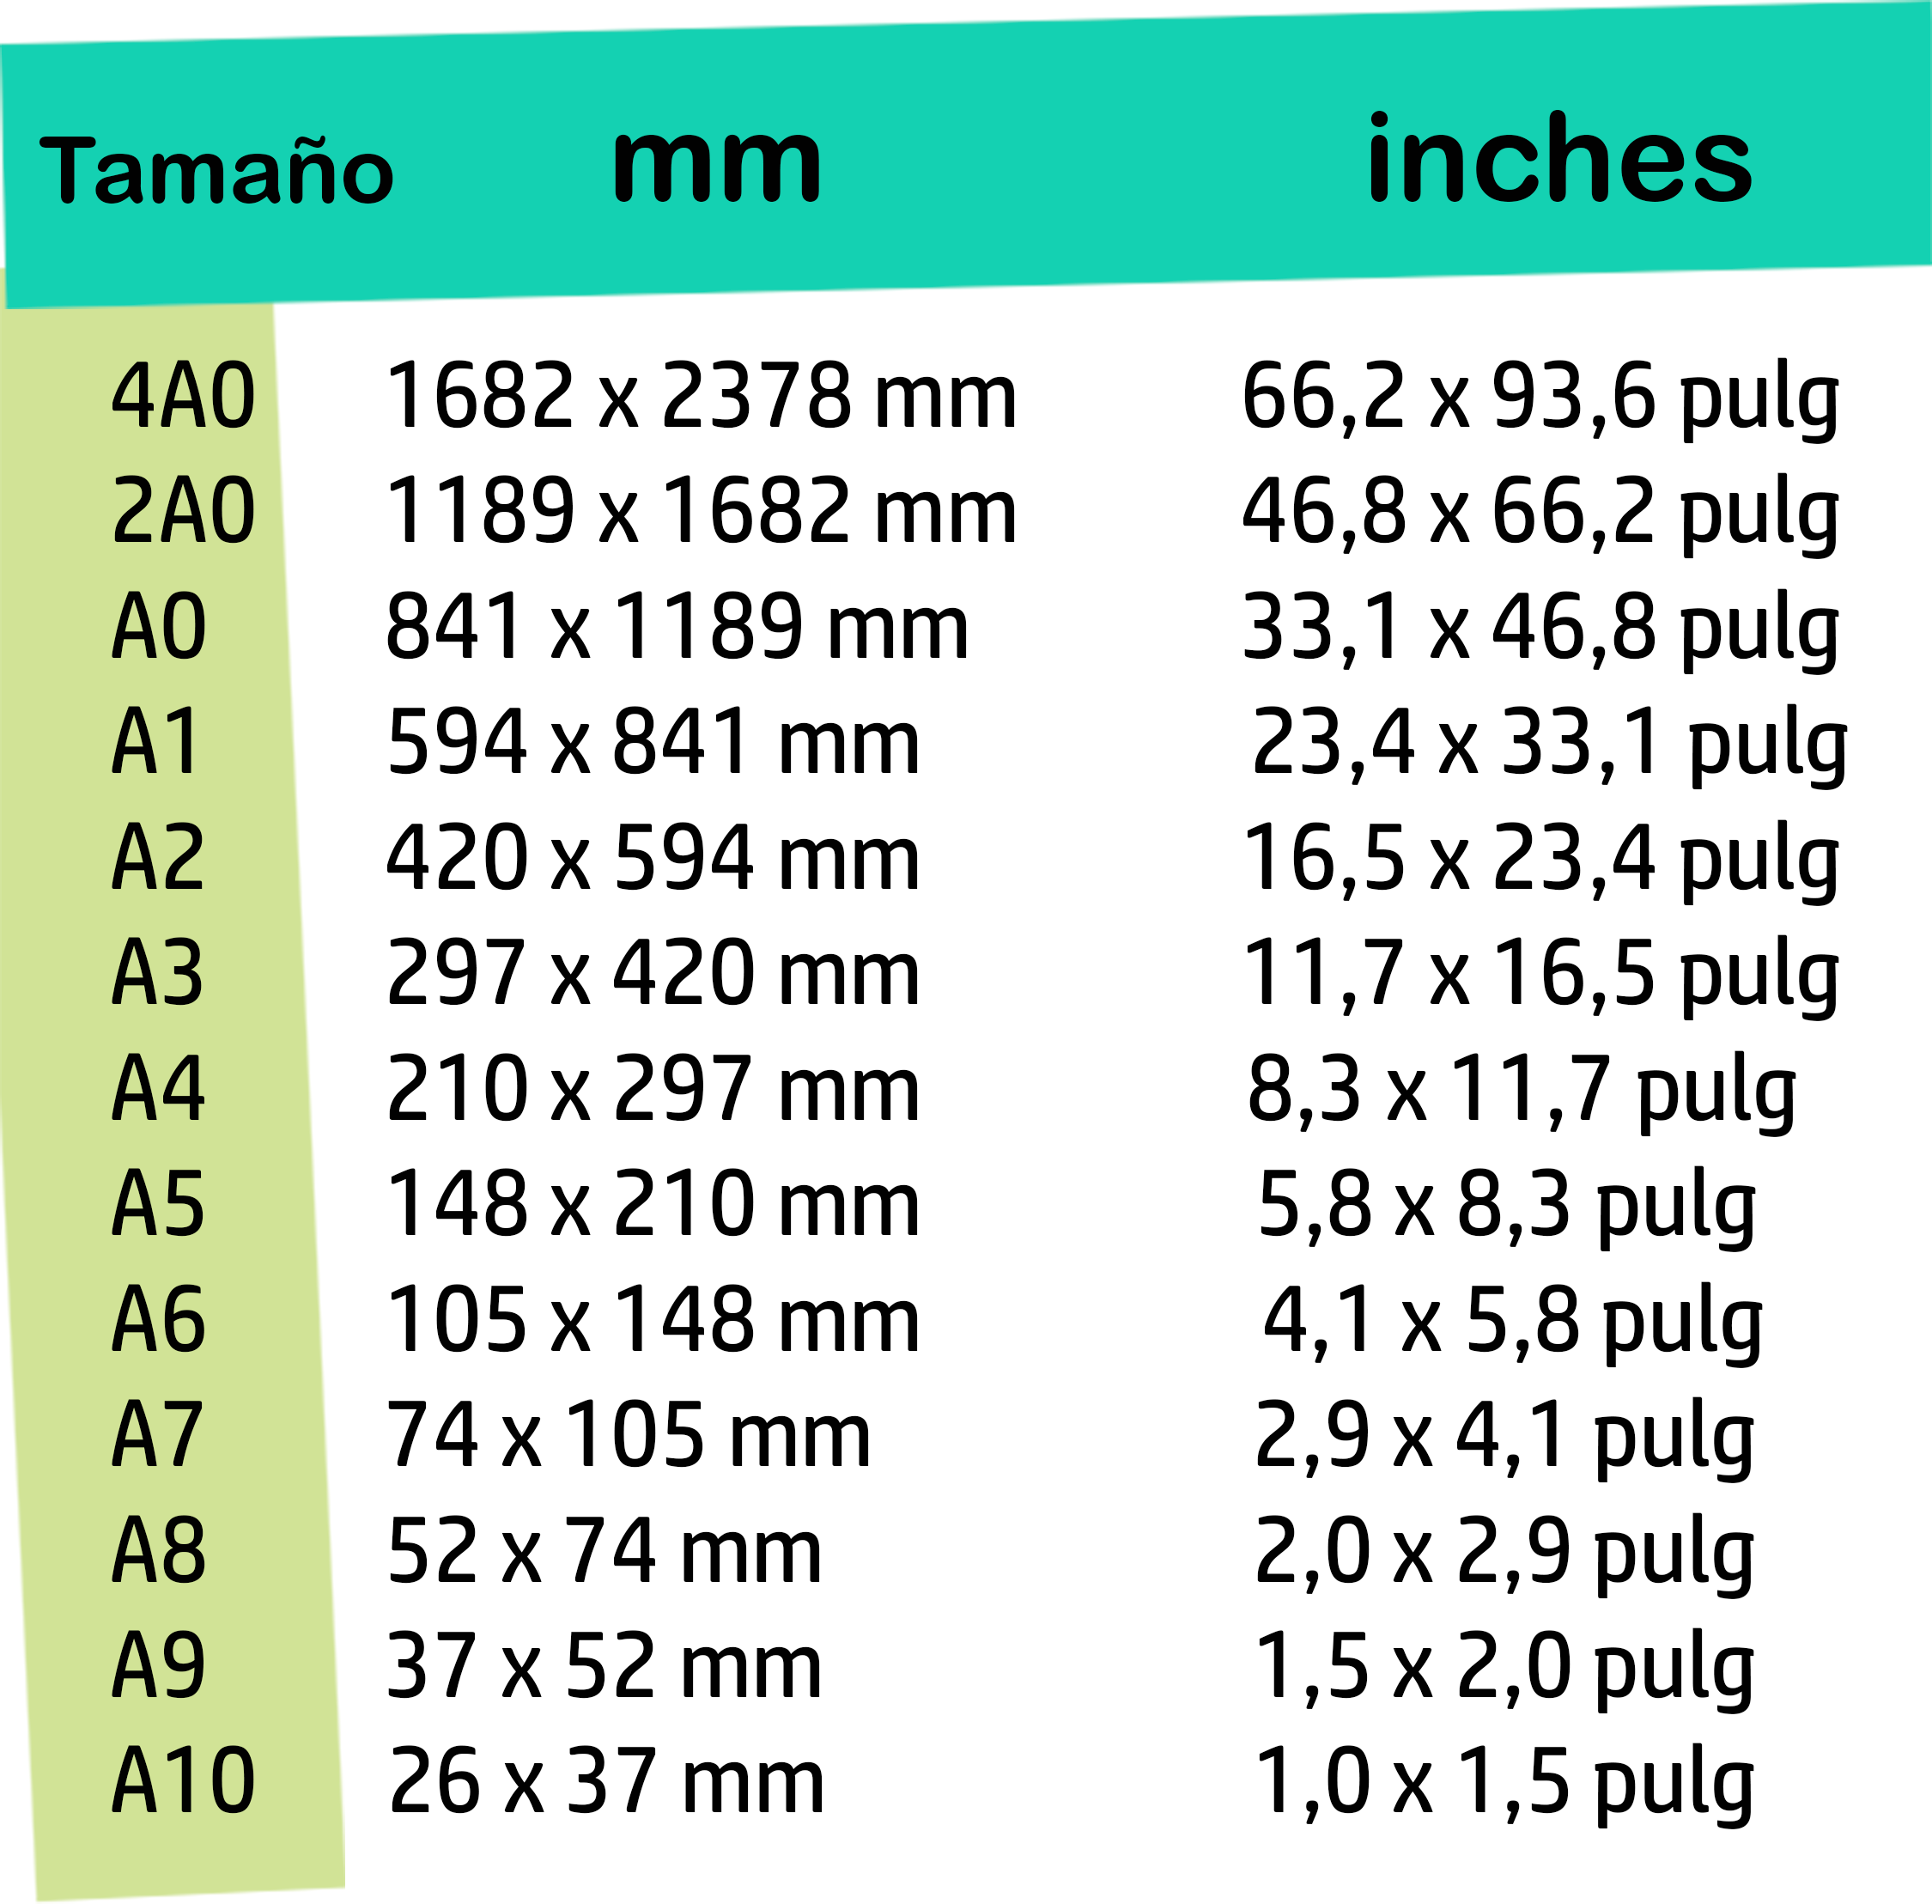 Tamaño mm inches
4A0 1682 x 2378 mm 66,2 x 93,6 pulg
2A0 1189 x 1682 mm 46,8 x 66,2 pulg
A0 841 x 1189 mm 33,1 x 46,8 pulg
A1 594 x 841 mm 23,4 x 33,1 pulg
A2 420 x 594 mm 16,5 x 23,4 pulg
A3 297 x 420 mm 11,7 x 16,5 pulg
A4 210 x 297 mm 8,3 x 11,7 pulg
A5 148 x 210 mm 5,8 x 8,3 pulg
A6 105 x 148 mm 4,1 x 5,8 pulg
A7 74 x 105 mm 2,9 x 4,1 pulg
A8 52 x 74 mm 2,0 x 2,9 pulg
A9 37 x 52 mm 1,5 x 2,0 pulg
A10 26 x 37 mm 1,0 x 1,5 pulg